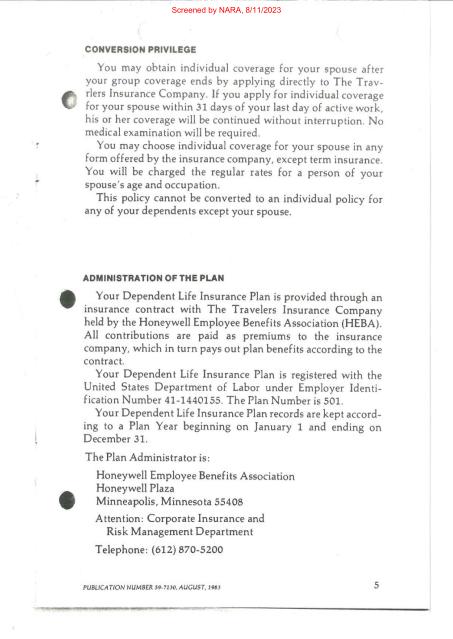 Screened by NARA, 8/11/2023
CONVERSION PRIVILEGE
You may obtain individual coverage for your spouse after
your group coverage ends by applying directly to The Trav-
rlers Insurance Company. If you apply for individual coverage
for your spouse within 31 days of your last day of active work,
his or her coverage will be continued without interruption. No
medical examination will be required.
You may choose individual coverage for your spouse in any
form offered by the insurance company, except term insurance.
You will be charged the regular rates for a person of your
spouse's age and occupation.
This policy cannot be converted to an individual policy for
any of your dependents except your spouse.
ADMINISTRATION OF THE PLAN
Your Dependent Life Insurance Plan is provided through an
insurance contract with The Travelers Insurance Company
held by the Honeywell Employee Benefits Association (HEBA).
All contributions are paid as premiums to the insurance
company, which in turn pays out plan benefits according to the
contract.
Your Dependent Life Insurance Plan is registered with the
United States Department of Labor under Employer Identi-
fication Number 41-1440155. The Plan Number is 501.
Your Dependent Life Insurance Plan records are kept accord-
ing to a Plan Year beginning on January 1 and ending on
December 31.
The Plan Administrator is:
Honeywell Employee Benefits Association
Honeywell Plaza
Minneapolis, Minnesota 55408
Attention: Corporate Insurance and
Risk Management Department
Telephone: (612) 870-5200
PUBLICATION NUMBER 59-7130, AUGUST, 1983
5